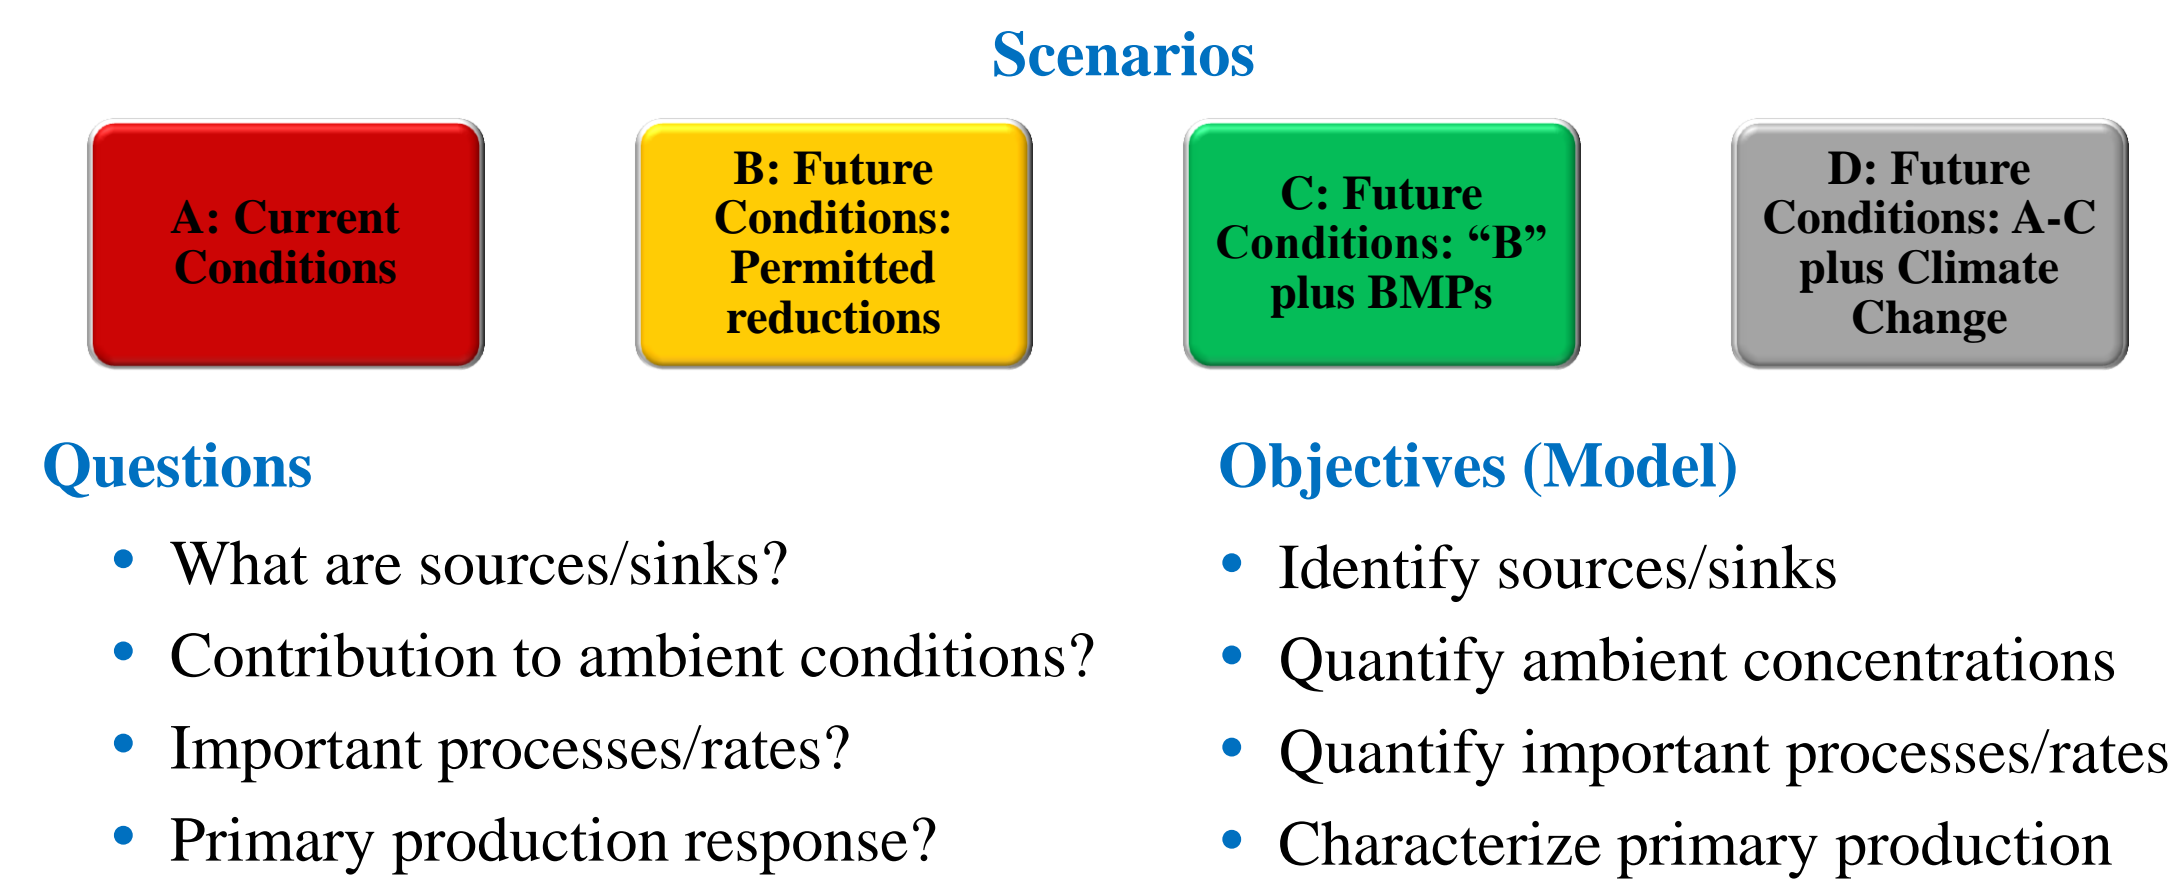 Scenarios
A: Current
Conditions
B: Future
Conditions:
Permitted
reductions
C: Future
Conditions: “B”
plus BMPs
D: Future
Conditions: A-C
plus Climate
Change
Questions
• What are sources/sinks?
• Contribution to ambient conditions?
• Important processes/rates?
• Primary production response?
Objectives (Model)
• Identify sources/sinks
• Quantify ambient concentrations
• Quantify important processes/rates
• Characterize primary production